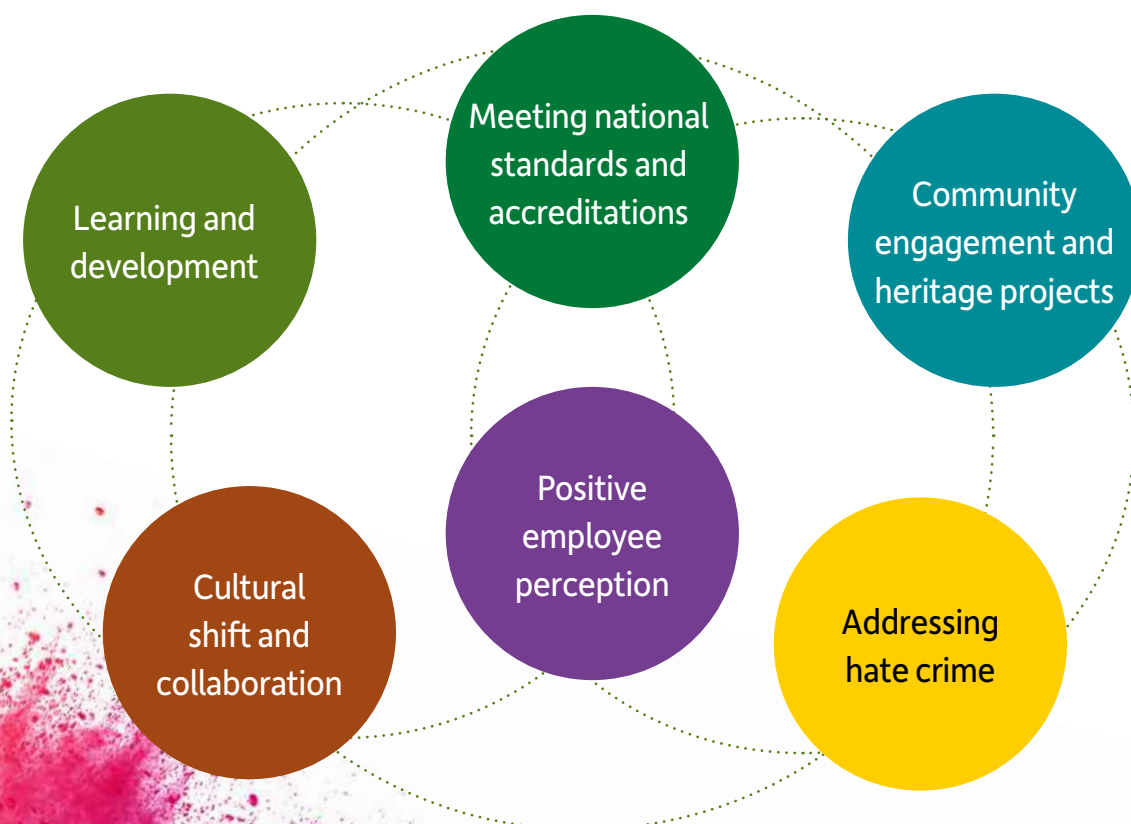 Learning and
development
Meeting national
standards and
accreditations
Community
engagement and
heritage projects
Cultural
shift and
collaboration
Positive
employee
perception
Addressing
hate crime